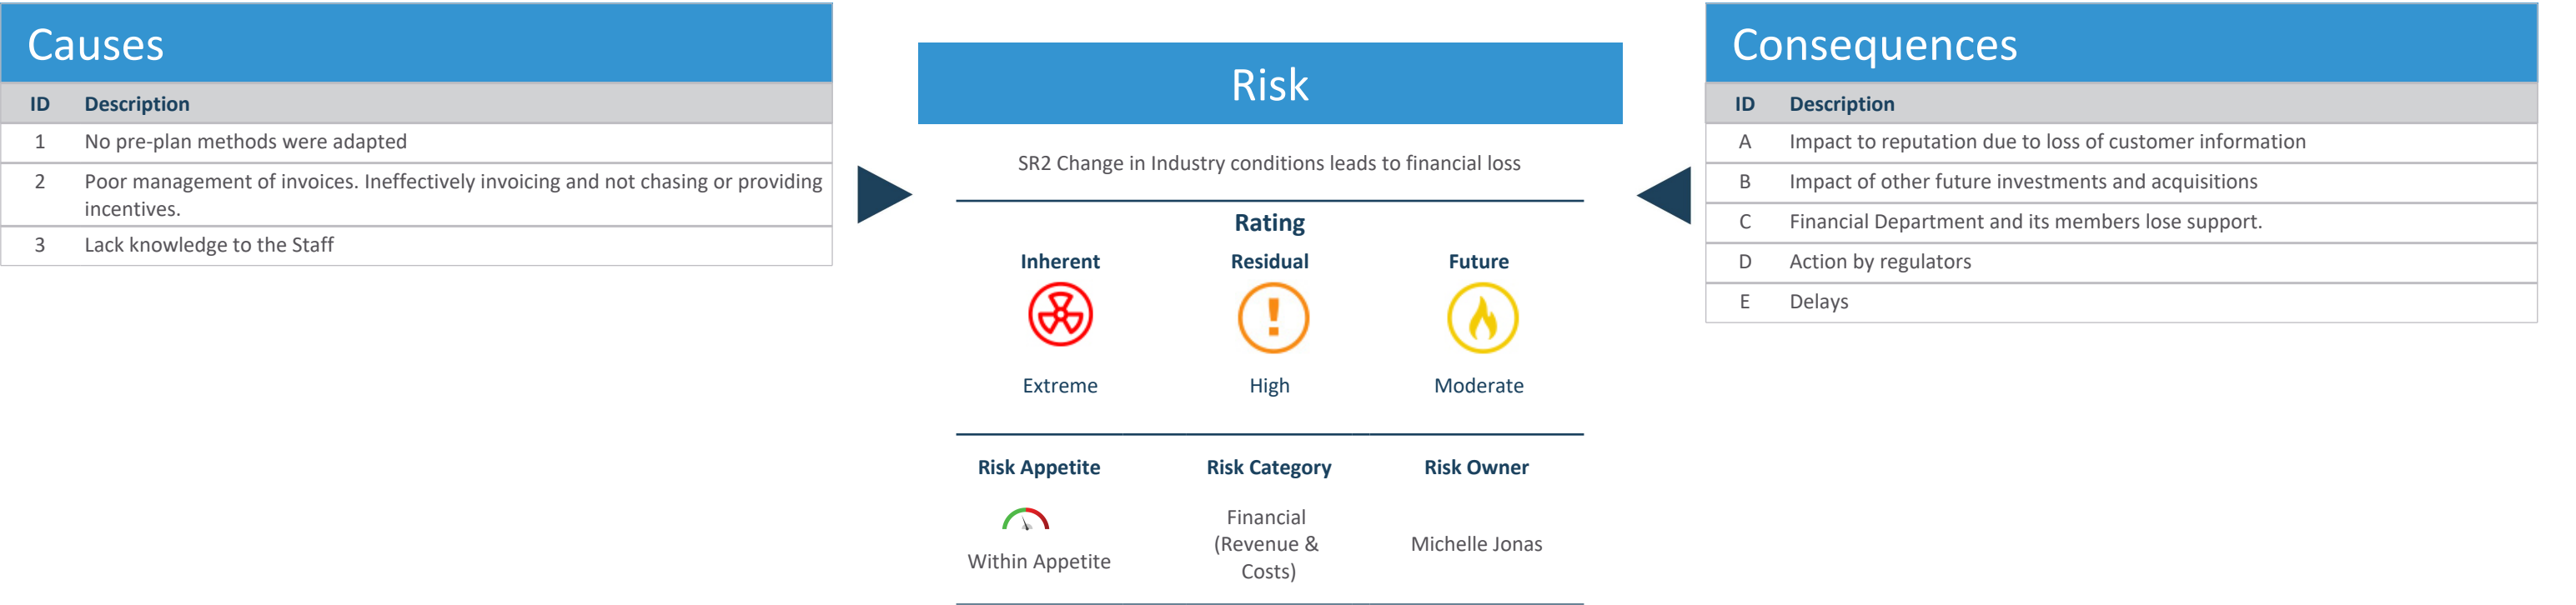 Causes
ID Description
1 No pre-plan methods were adapted
2 Poor management of invoices. Ineffectively invoicing and not chasing or providing
incentives.
3 Lack knowledge to the Staff
Risk
SR2 Change in Industry conditions leads to financial loss
Rating
Inherent Residual Future
Extreme High Moderate
Risk Appetite Risk Category Risk Owner
Within Appetite
Financial
(Revenue &
Costs)
Michelle Jonas
Consequences
ID Description
A Impact to reputation due to loss of customer information
B Impact of other future investments and acquisitions
C Financial Department and its members lose support.
D Action by regulators
E Delays